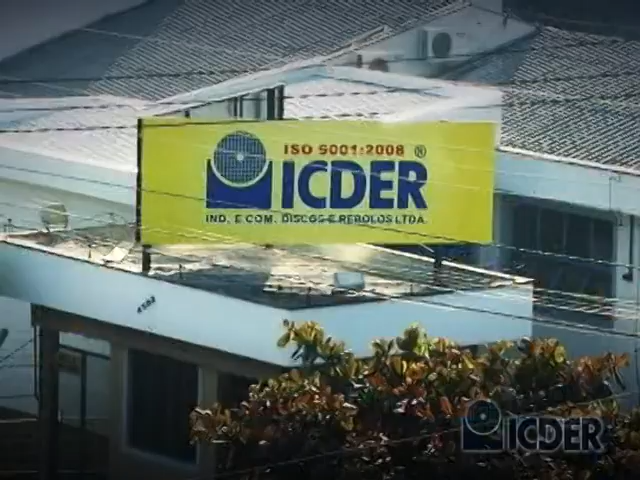 ISO 9001:2008
ICDER ®
IND. E COM. DISCOS E REBOLOS LTDA.
ICDER